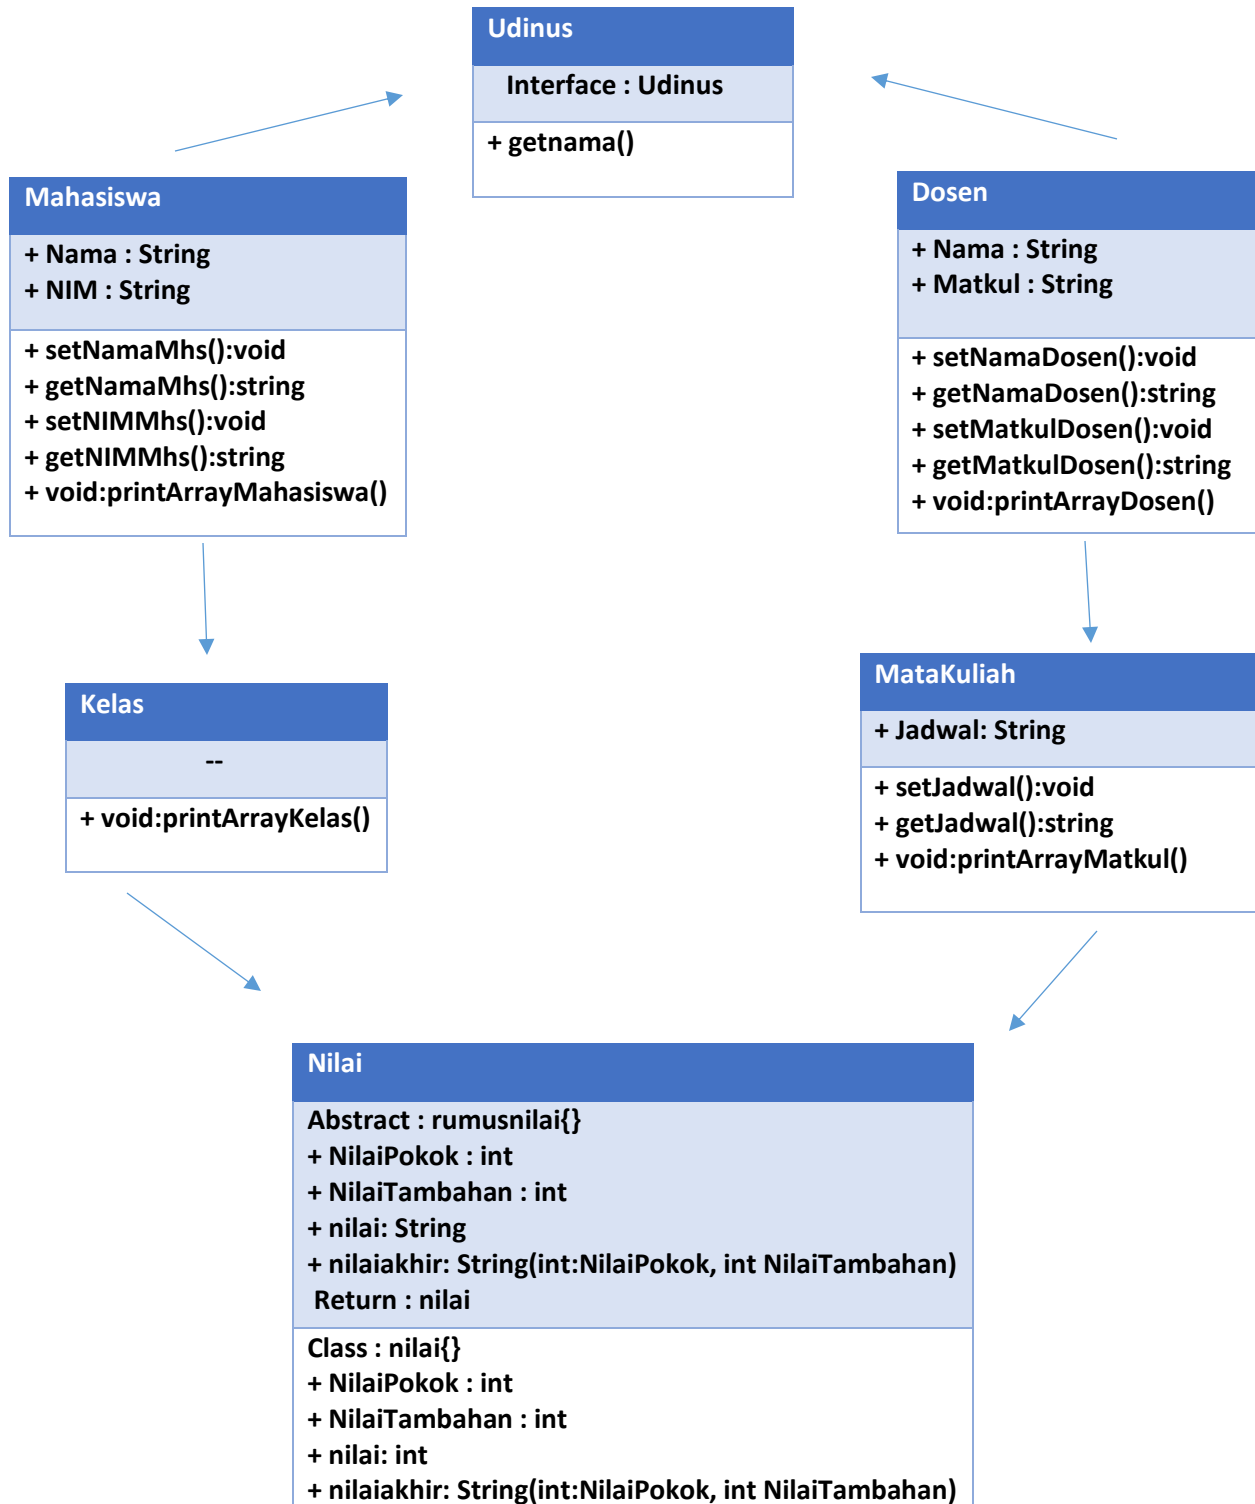 Udinus
Interface : Udinus
+ getnama()
Mahasiswa
+ Nama : String
+ NIM : String
+ setNamaMhs():void
+ getNamaMhs():string
+ setNIMMhs():void
+ getNIMMhs():string
+ void:printArrayMahasiswa()
Dosen
+ Nama : String
+ Matkul : String
+ setNamaDosen():void
+ getNamaDosen():string
+ setMatkulDosen():void
+ getMatkulDosen():string
+ void:printArrayDosen()
Kelas
--
+ void:printArrayKelas()
MataKuliah
+ Jadwal: String
+ setJadwal():void
+ getJadwal():string
+ void:printArrayMatkul()
Nilai
Abstract : rumusnilai{}
+ NilaiPokok : int
+ NilaiTambahan : int
+ nilai: String
+ nilaiakhir: String(int:NilaiPokok, int NilaiTambahan)
Return : nilai
Class : nilai{}
+ NilaiPokok : int
+ NilaiTambahan : int
+ nilai: int
+ nilaiakhir: String(int:NilaiPokok, int NilaiTambahan)